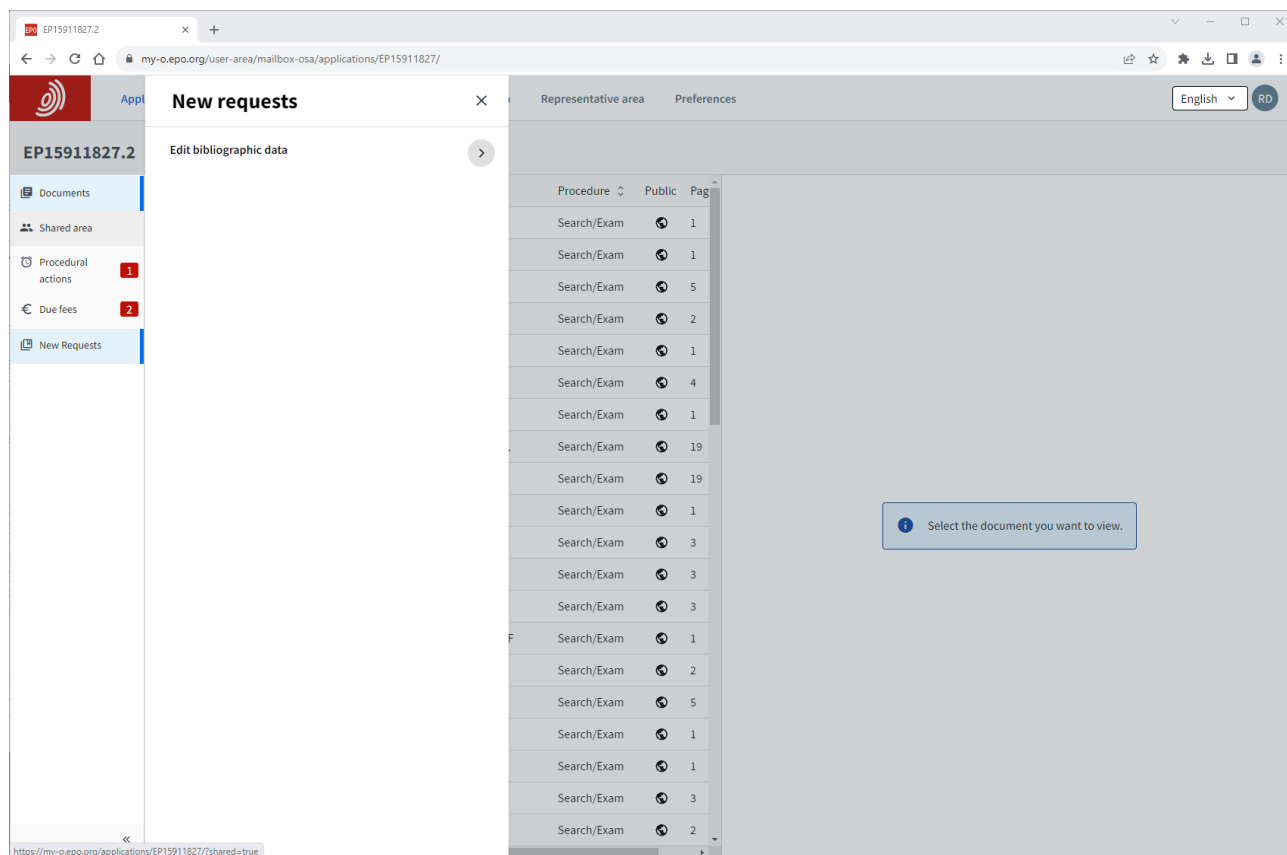 EPO EP15911827.2
my-o.epo.org/user-area/mailbox-osa/applications/EP15911827/
Appl
New requests
Representative area
Preferences
English
RD
EP15911827.2
Edit bibliographic data
Documents
Shared area
Procedural
actions
1
Due fees
2
New Requests
Procedure Public Pag
Search/Exam 1
Search/Exam 1
Search/Exam 5
Search/Exam 2
Search/Exam 1
Search/Exam 4
Search/Exam 1
Search/Exam 19
Search/Exam 19
Search/Exam 1
Search/Exam 3
Search/Exam 3
Search/Exam 3
F Search/Exam 1
Search/Exam 2
Search/Exam 5
Search/Exam 1
Search/Exam 1
Search/Exam 3
Search/Exam 2
Select the document you want to view.
https://my-o.epo.org/applications/EP15911827/?shared=true